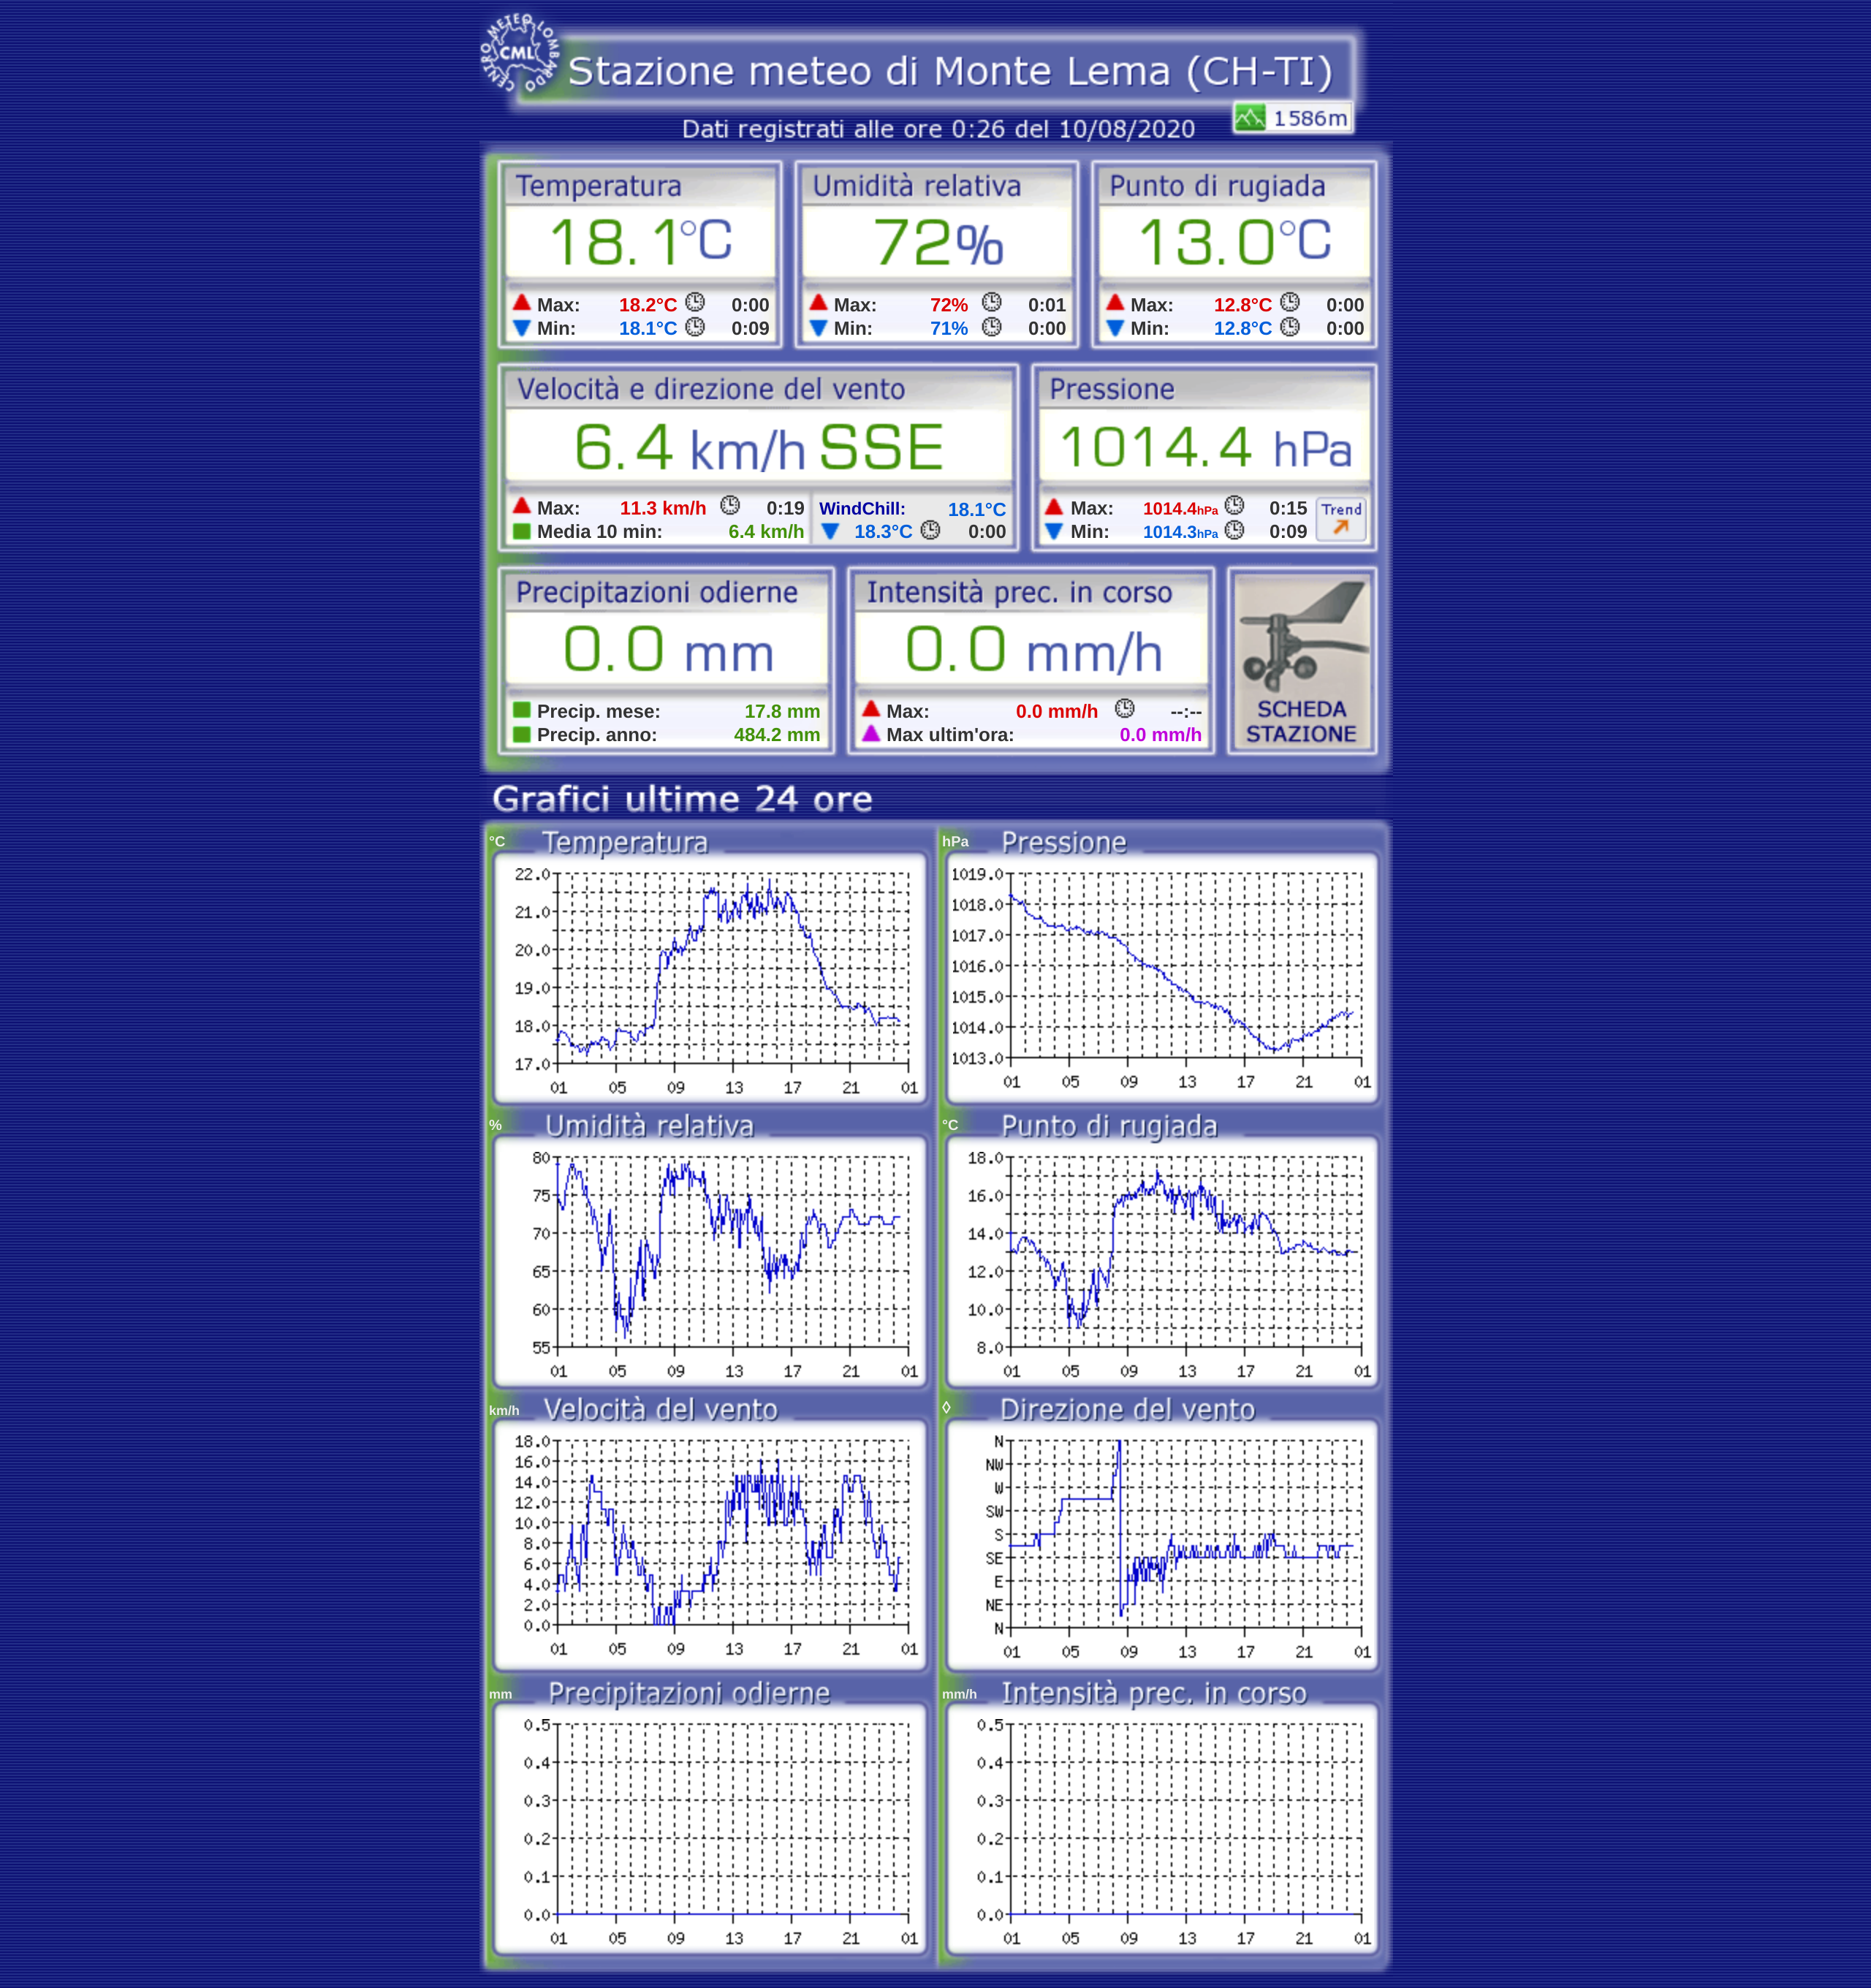 CENTRO METEO LOMBARDO
CML
Stazione meteo di Monte Lema (CH-TI)
1586m
Dati registrati alle ore 0:26 del 10/08/2020
Temperatura
18.1°C
Max: 18.2°C 0:00
Min: 18.1°C 0:09
Umidità relativa
72%
Max: 72% 0:01
Min: 71% 0:00
Punto di rugiada
13.0°C
Max: 12.8°C 0:00
Min: 12.8°C 0:00
Velocità e direzione del vento
6.4 km/h SSE
Max: 11.3 km/h 0:19
Media 10 min: 6.4 km/h
WindChill: 18.1°C
18.3°C 0:00
Pressione
1014.4 hPa
Max: 1014.4hPa 0:15
Min: 1014.3hPa 0:09
Trend
Precipitazioni odierne
0.0 mm
Precip. mese: 17.8 mm
Precip. anno: 484.2 mm
Intensità prec. in corso
0.0 mm/h
Max: 0.0 mm/h --:--
Max ultim'ora: 0.0 mm/h
SCHEDA
STAZIONE
Grafici ultime 24 ore
°C Temperatura
22.0
21.0
20.0
19.0
18.0
17.0
01 05 09 13 17 21 01
hPa Pressione
1019.0
1018.0
1017.0
1016.0
1015.0
1014.0
1013.0
01 05 09 13 17 21 01
% Umidità relativa
80
75
70
65
60
55
01 05 09 13 17 21 01
°C Punto di rugiada
18.0
16.0
14.0
12.0
10.0
8.0
01 05 09 13 17 21 01
km/h Velocità del vento
18.0
16.0
14.0
12.0
10.0
8.0
6.0
4.0
2.0
0.0
01 05 09 13 17 21 01
◊ Direzione del vento
N
NW
W
SW
S
SE
E
NE
N
01 05 09 13 17 21 01
mm Precipitazioni odierne
0.5
0.4
0.3
0.2
0.1
0.0
01 05 09 13 17 21 01
mm/h Intensità prec. in corso
0.5
0.4
0.3
0.2
0.1
0.0
01 05 09 13 17 21 01